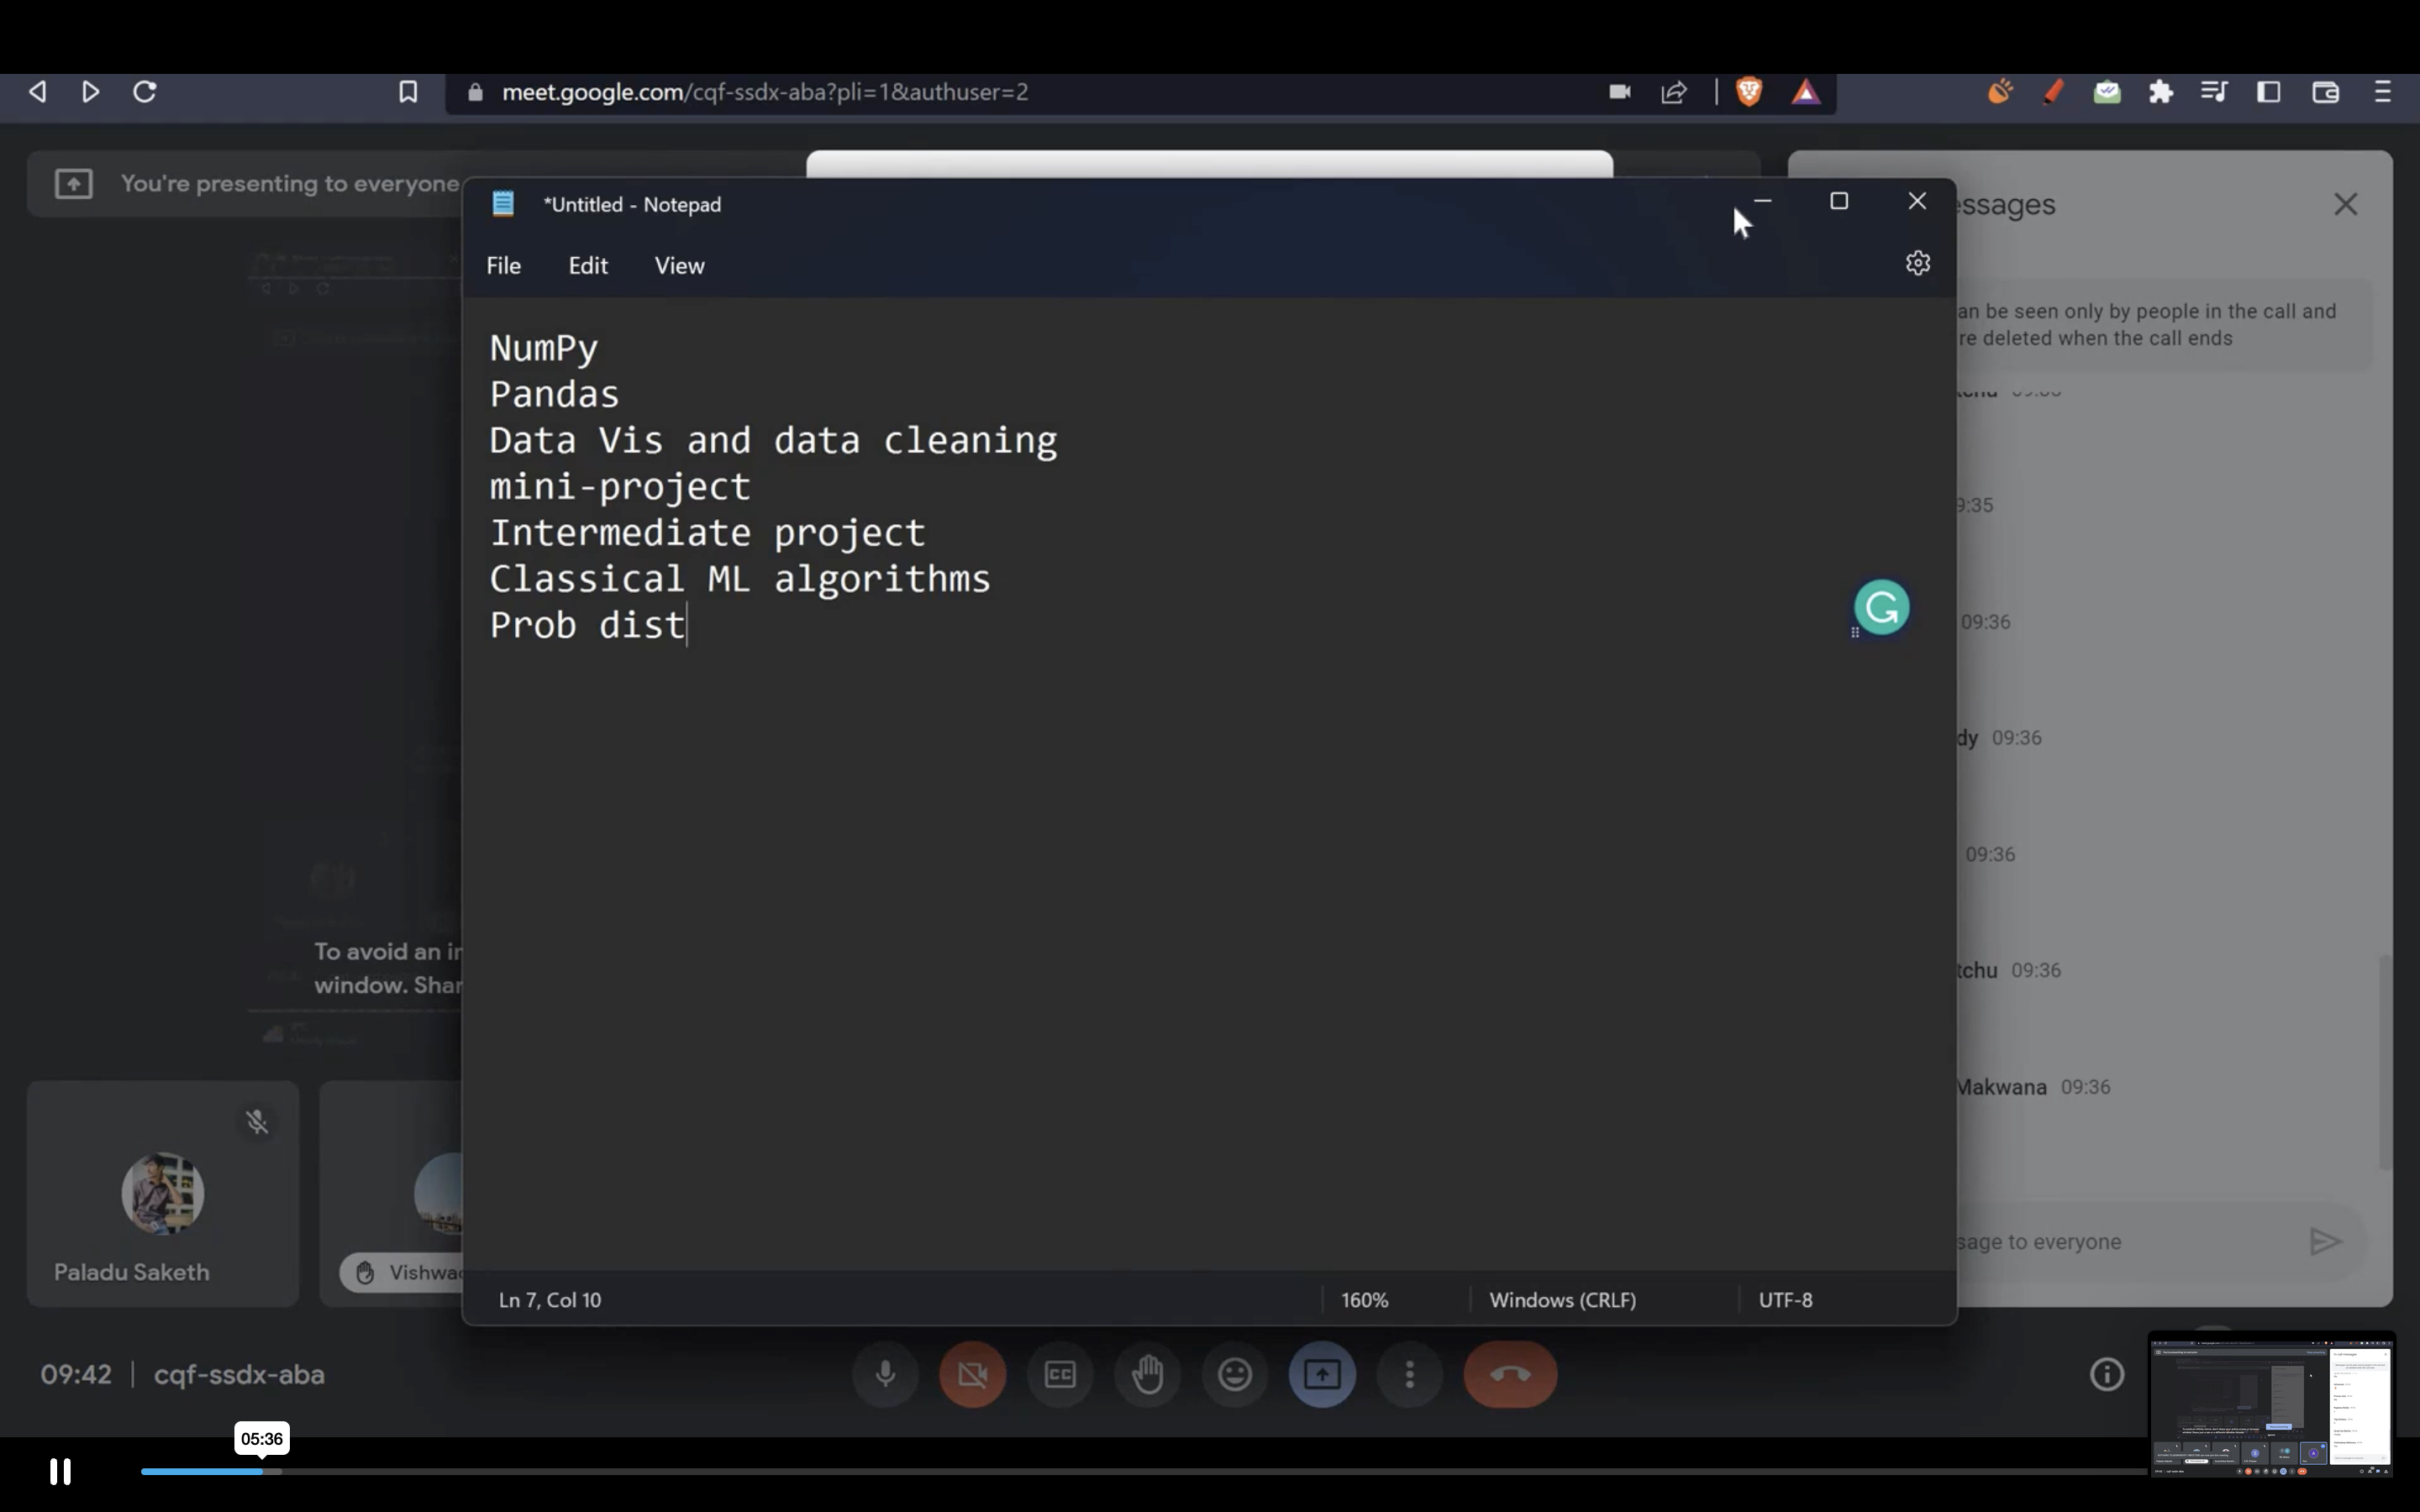 meet.google.com/cqf-ssdx-aba?pli=1&authuser=2
You're presenting to everyone
*Untitled - Notepad
File Edit View
NumPy
Pandas
Data Vis and data cleaning
mini-project
Intermediate project
Classical ML algorithms
Prob dist
Ln 7, Col 10 160% Windows (CRLF) UTF-8
essages
an be seen only by people in the call and
re deleted when the call ends
9:35
09:36
dy 09:36
09:36
tchu 09:36
Makwana 09:36
sage to everyone
To avoid an in
window. Shar
Paladu Saketh
Vishwa
09:42 | cqf-ssdx-aba
CC
05:36